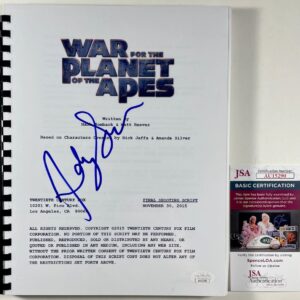 WAR FOR THE
PLANET
OF THE
APES
Written by
Mark Bomback & Matt Reeves
Based on Characters Created by Rick Jaffa & Amanda Silver
TWENTIETH CENTURY FOX
10201 W. Pico Blvd.
Los Angeles, CA 90064
FINAL SHOOTING SCRIPT
NOVEMBER 30, 2015
ALL RIGHTS RESERVED. COPYRIGHT ©2015 TWENTIETH CENTURY FOX FILM
CORPORATION. NO PORTION OF THIS SCRIPT MAY BE PERFORMED,
PUBLISHED, REPRODUCED, SOLD OR DISTRIBUTED BY ANY MEANS, OR
QUOTED OR PUBLISHED IN ANY MEDIUM, INCLUDING ANY WEB SITE,
WITHOUT THE PRIOR WRITTEN CONSENT OF TWENTIETH CENTURY FOX FILM
CORPORATION. DISPOSAL OF THIS SCRIPT COPY DOES NOT ALTER ANY OF
THE RESTRICTIONS SET FORTH ABOVE.
JSA
BASIC CERTIFICATION
SpenceLOA.com
JSA
Authentication